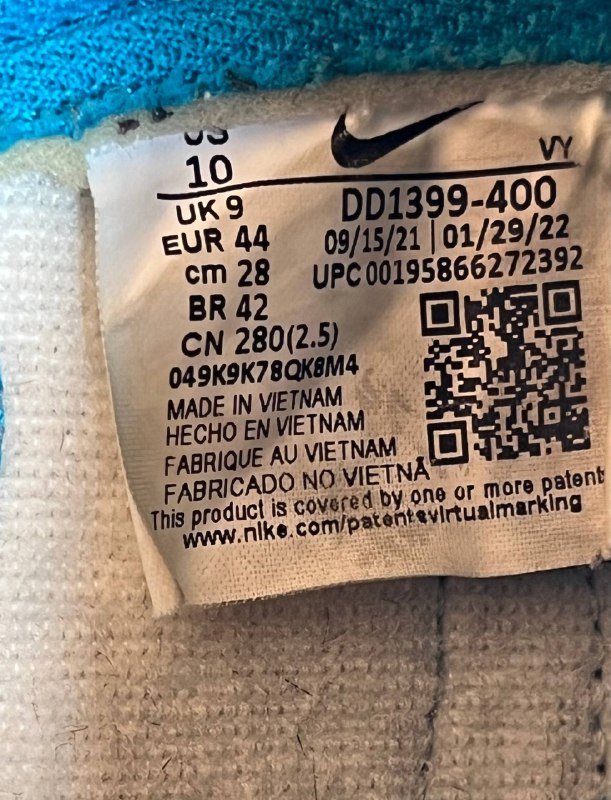 US
10
UK 9
EUR 44
cm 28
BR 42
CN 280(2.5)
049K9K78QK8M4
VY
DD1399-400
09/15/21 | 01/29/22
UPC 00195866272392
MADE IN VIETNAM
HECHO EN VIETNAM
FABRIQUE AU VIETNAM
FABRICADO NO VIETNÃ
This product is covered by one or more patent
www.nike.com/patentsvirtualmarking